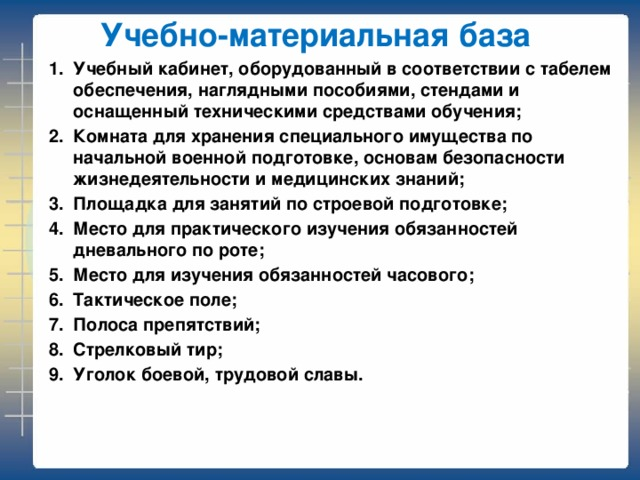 Учебно-материальная база
1. Учебный кабинет, оборудованный в соответствии с табелем
обеспечения, наглядными пособиями, стендами и
оснащенный техническими средствами обучения;
2. Комната для хранения специального имущества по
начальной военной подготовке, основам безопасности
жизнедеятельности и медицинских знаний;
3. Площадка для занятий по строевой подготовке;
4. Место для практического изучения обязанностей
дневального по роте;
5. Место для изучения обязанностей часового;
6. Тактическое поле;
7. Полоса препятствий;
8. Стрелковый тир;
9. Уголок боевой, трудовой славы.